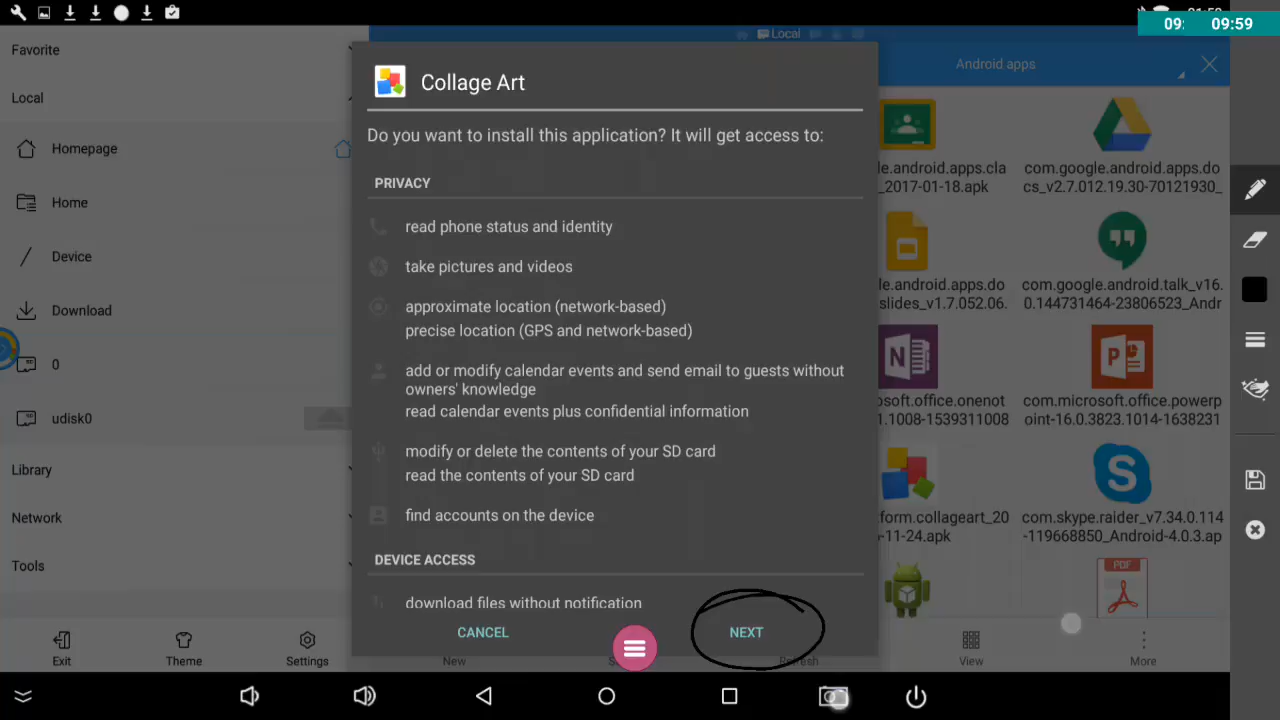 09:
09:59
Favorite
Local
Homepage
Home
Device
Download
0
udisk0
Library
Network
Tools
Exit
Theme
Settings
Local
Collage Art
Do you want to install this application? It will get access to:
PRIVACY
read phone status and identity
take pictures and videos
approximate location (network-based)
precise location (GPS and network-based)
add or modify calendar events and send email to guests without
owners' knowledge
read calendar events plus confidential information
modify or delete the contents of your SD card
read the contents of your SD card
find accounts on the device
DEVICE ACCESS
download files without notification
CANCEL
NEXT
New
Refresh
Android apps
le.android.apps.cla
_2017-01-18.apk
com.google.android.apps.do
cs_v2.7.012.19.30-70121930_
le.android.apps.do
slides_v1.7.052.06.
com.google.android.talk_v16.
0.144731464-23806523_Andr
osoft.office.onenot
.1008-1539311008
com.microsoft.office.powerp
oint-16.0.3823.1014-1638231
form.collageart_20
-11-24.apk
com.skype.raider_v7.34.0.114
-119668850_Android-4.0.3.ap
PDF
View
More